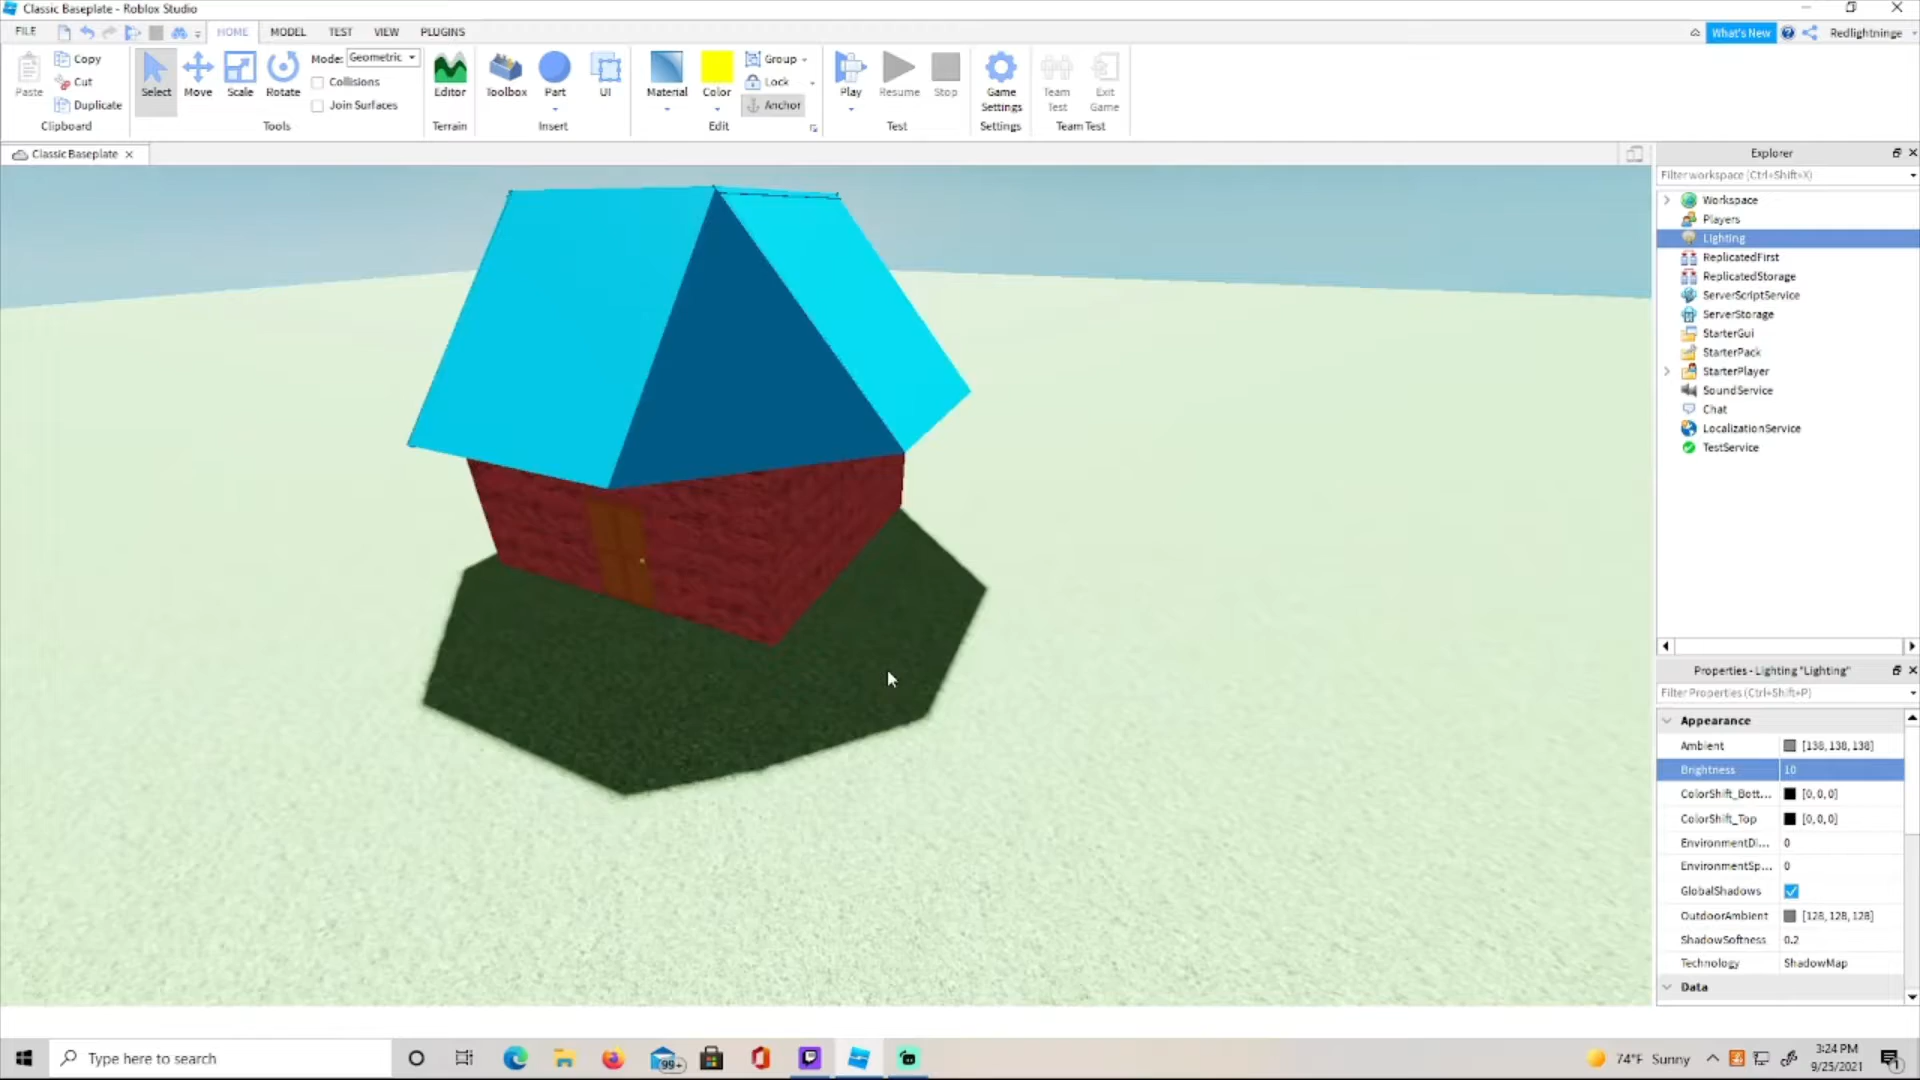 Classic Baseplate - Roblox Studio
FILE HOME MODEL TEST VIEW PLUGINS What's New Redlightninge
Paste Copy Cut Duplicate Clipboard
Select Move Scale Rotate Mode: Geometric Collisions Join Surfaces Tools
Editor Terrain
Toolbox Part UI Insert
Material Color Group Lock Anchor Edit
Play Resume Stop Test
Game Settings Settings
Team Test Exit Game Team Test
Classic Baseplate
Explorer
Filter workspace (Ctrl+Shift+X)
Workspace
Players
Lighting
ReplicatedFirst
ReplicatedStorage
ServerScriptService
ServerStorage
StarterGui
StarterPack
StarterPlayer
SoundService
Chat
LocalizationService
TestService
Properties - Lighting "Lighting"
Filter Properties (Ctrl+Shift+P)
Appearance
Ambient [138, 138, 138]
Brightness 10
ColorShift_Bott... [0, 0, 0]
ColorShift_Top [0, 0, 0]
EnvironmentDi... 0
EnvironmentSp... 0
GlobalShadows
OutdoorAmbient [128, 128, 128]
ShadowSoftness 0.2
Technology ShadowMap
Data
Type here to search 99+ 74°F Sunny 3:24 PM
9/25/2021 1